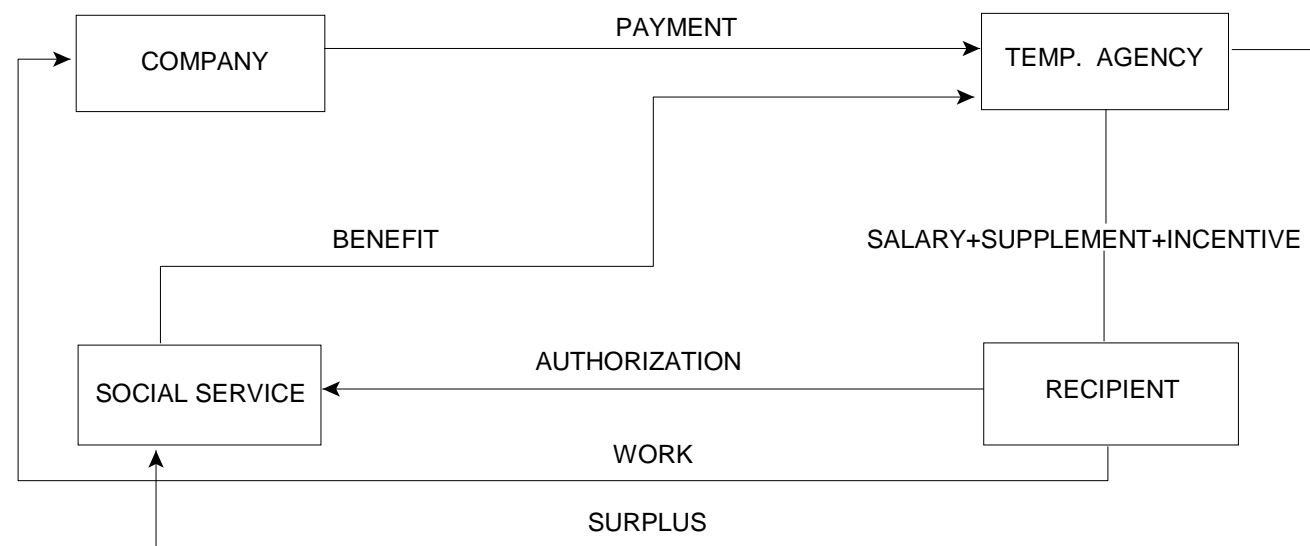 PAYMENT
COMPANY
TEMP. AGENCY
BENEFIT
SALARY+SUPPLEMENT+INCENTIVE
AUTHORIZATION
SOCIAL SERVICE
RECIPIENT
WORK
SURPLUS